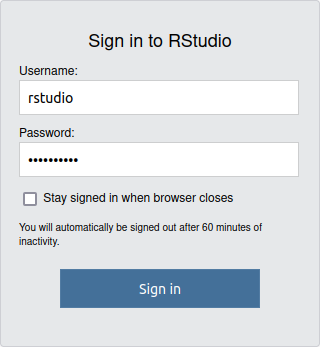 Sign in to RStudio
Username:
rstudio
Password:
••••••••••
Stay signed in when browser closes
You will automatically be signed out after 60 minutes of
inactivity.
Sign in